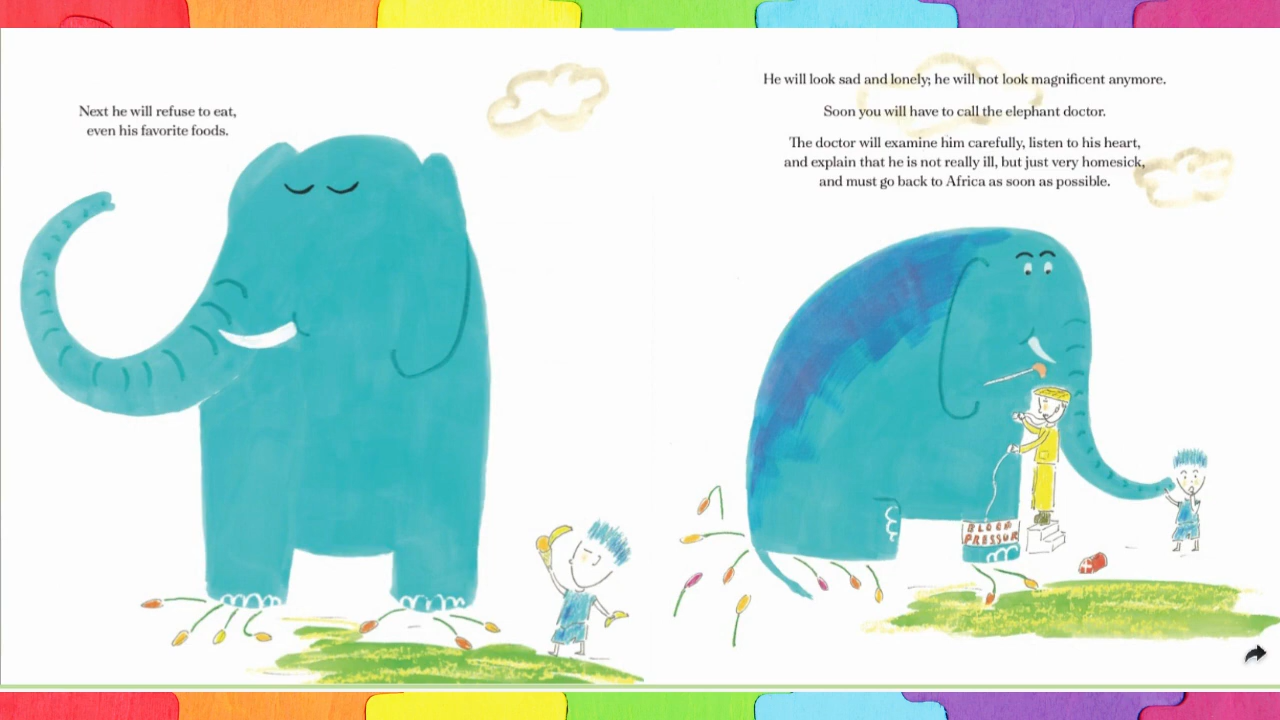 Next he will refuse to eat,
even his favorite foods.
He will look sad and lonely; he will not look magnificent anymore.
Soon you will have to call the elephant doctor.
The doctor will examine him carefully, listen to his heart,
and explain that he is not really ill, but just very homesick,
and must go back to Africa as soon as possible.
BLOOD
PRESSUR